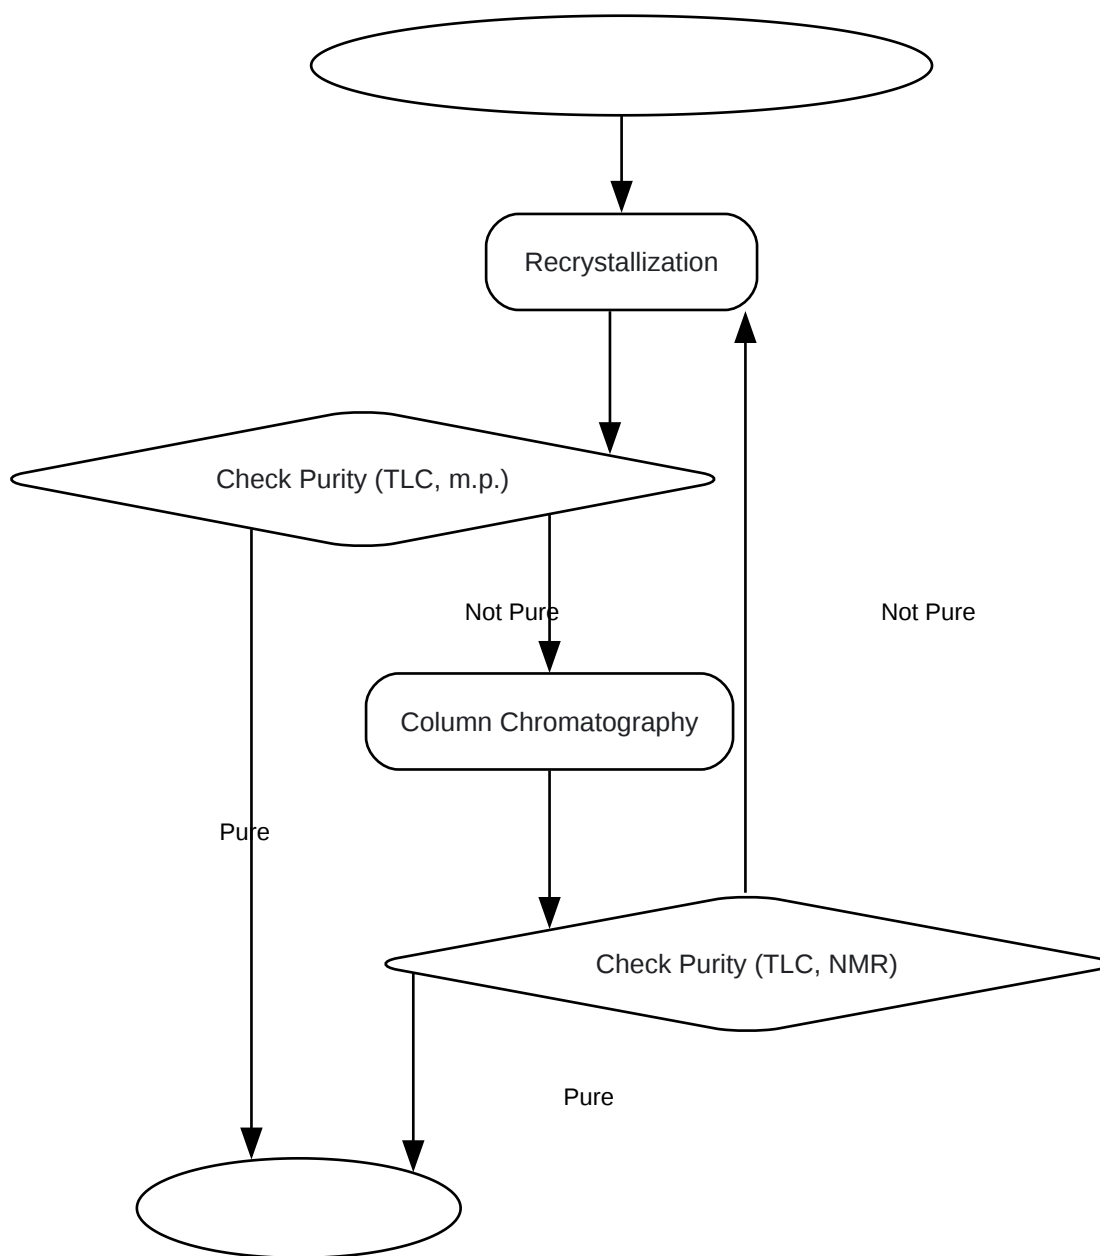 Recrystallization
Check Purity (TLC, m.p.)
Not Pure
Not Pure
Column Chromatography
Pure
Check Purity (TLC, NMR)
Pure